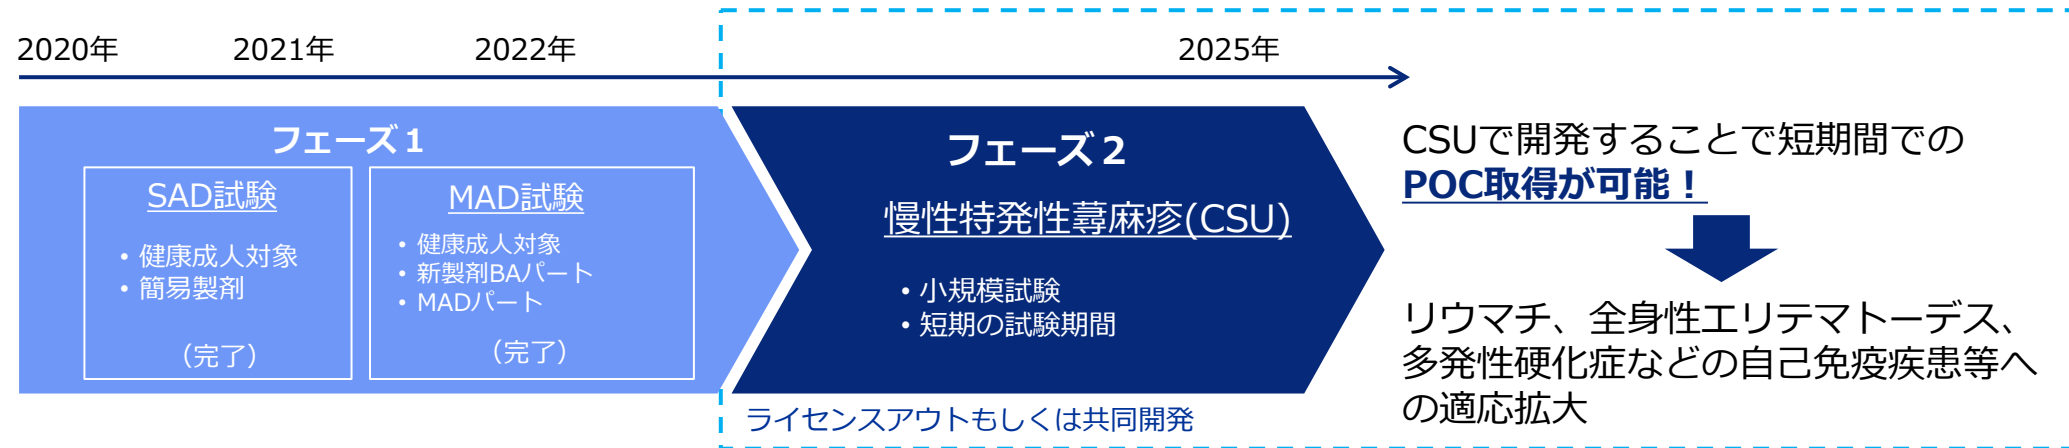 2020年
2021年
2022年
2025年
フェーズ１
SAD試験
・健康成人対象
・簡易製剤
（完了）
MAD試験
・健康成人対象
・新製剤BAパート
・MADパート
（完了）
フェーズ２
慢性特発性蕁麻疹(CSU)
・小規模試験
・短期の試験期間
ライセンスアウトもしくは共同開発
CSUで開発することで短期間での
POC取得が可能！
リウマチ、全身性エリテマトーデス、
多発性硬化症などの自己免疫疾患等へ
の適応拡大